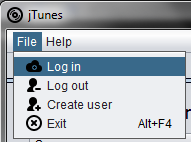 jTunes
File Help
Log in
Log out
Create user
Exit Alt+F4